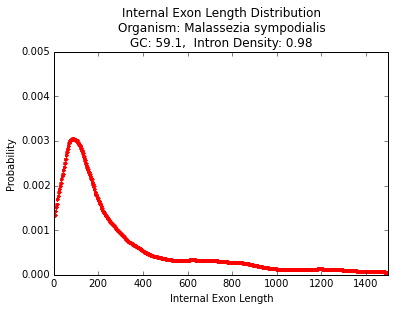 Internal Exon Length Distribution
Organism: Malassezia sympodialis
GC: 59.1,  Intron Density: 0.98
0.005
0.004
0.003
0.002
0.001
0.000
Probability
0 200 400 600 800 1000 1200 1400
Internal Exon Length